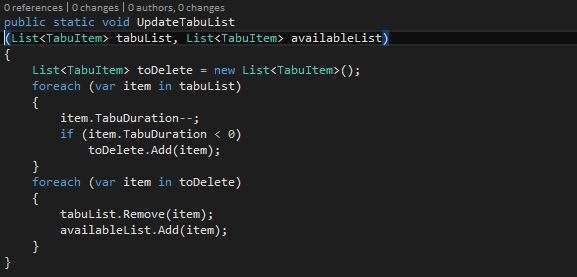 0 references | 0 changes | 0 authors, 0 changes
public static void UpdateTabuList
(List<TabuItem> tabuList, List<TabuItem> availableList)
{
    List<TabuItem> toDelete = new List<TabuItem>();
    foreach (var item in tabuList)
    {
        item.TabuDuration--;
        if (item.TabuDuration < 0)
            toDelete.Add(item);
    }
    foreach (var item in toDelete)
    {
        tabuList.Remove(item);
        availableList.Add(item);
    }
}